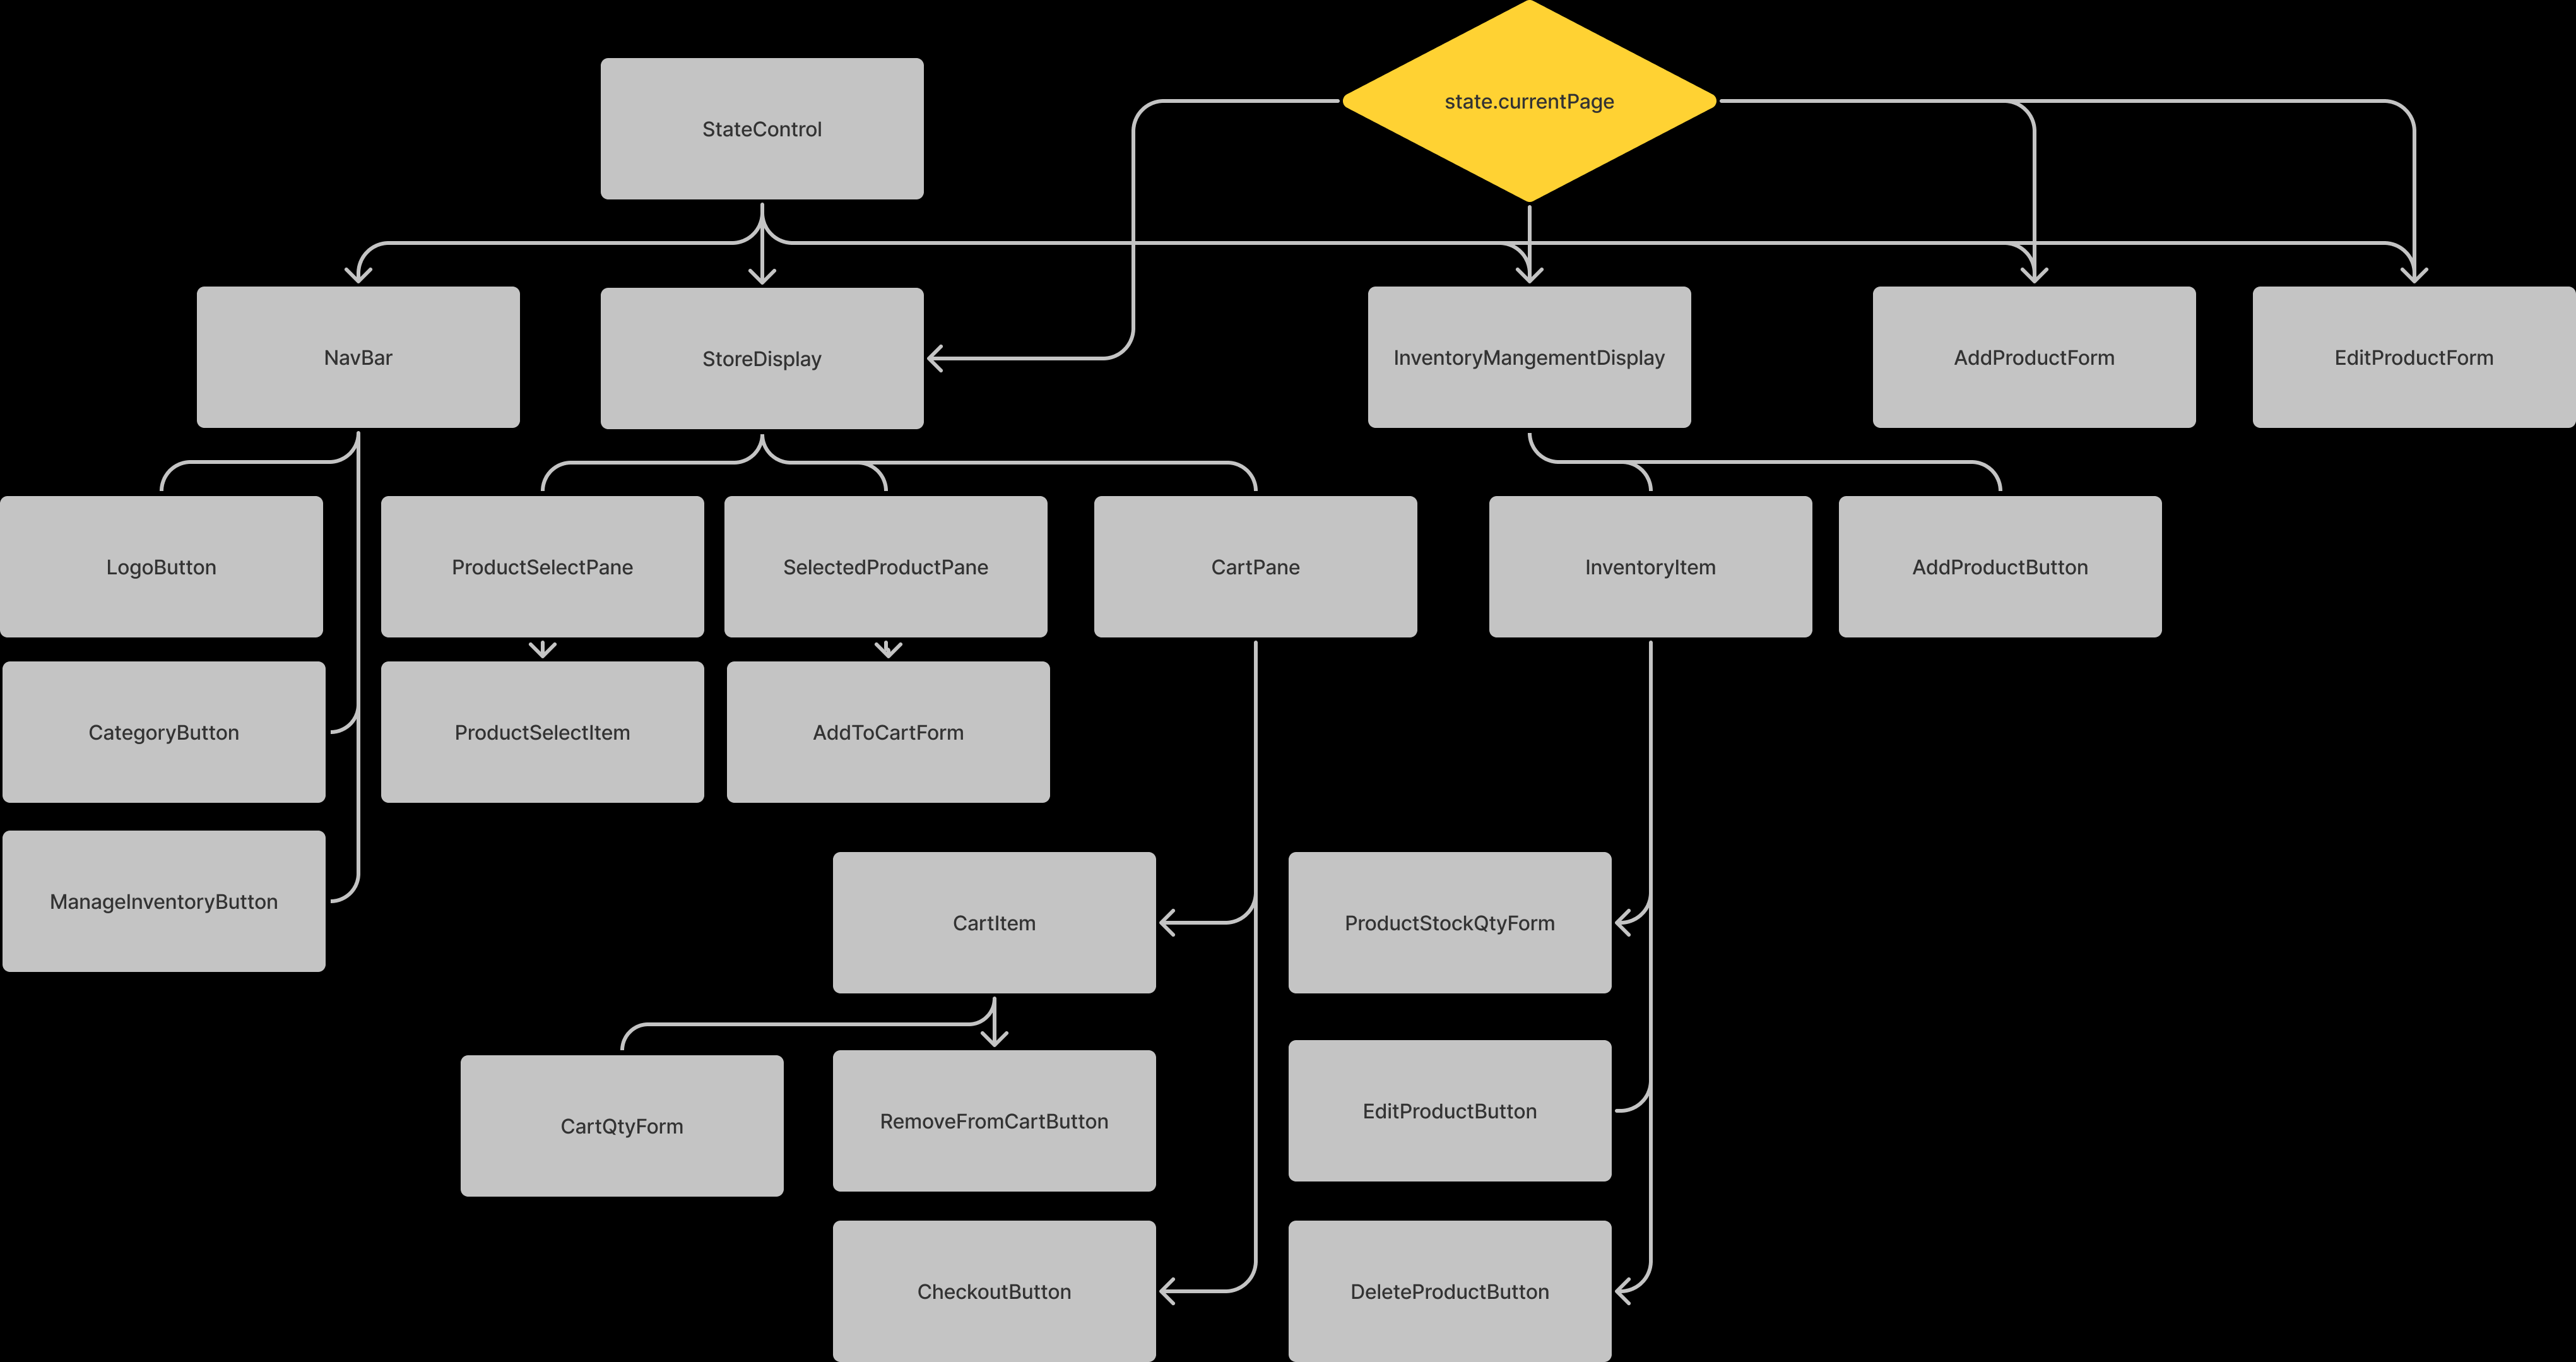 state.currentPage
StateControl
NavBar
StoreDisplay
InventoryMangementDisplay
AddProductForm
EditProductForm
LogoButton
ProductSelectPane
SelectedProductPane
CartPane
InventoryItem
AddProductButton
CategoryButton
ProductSelectItem
AddToCartForm
ManageInventoryButton
CartItem
ProductStockQtyForm
CartQtyForm
RemoveFromCartButton
EditProductButton
CheckoutButton
DeleteProductButton